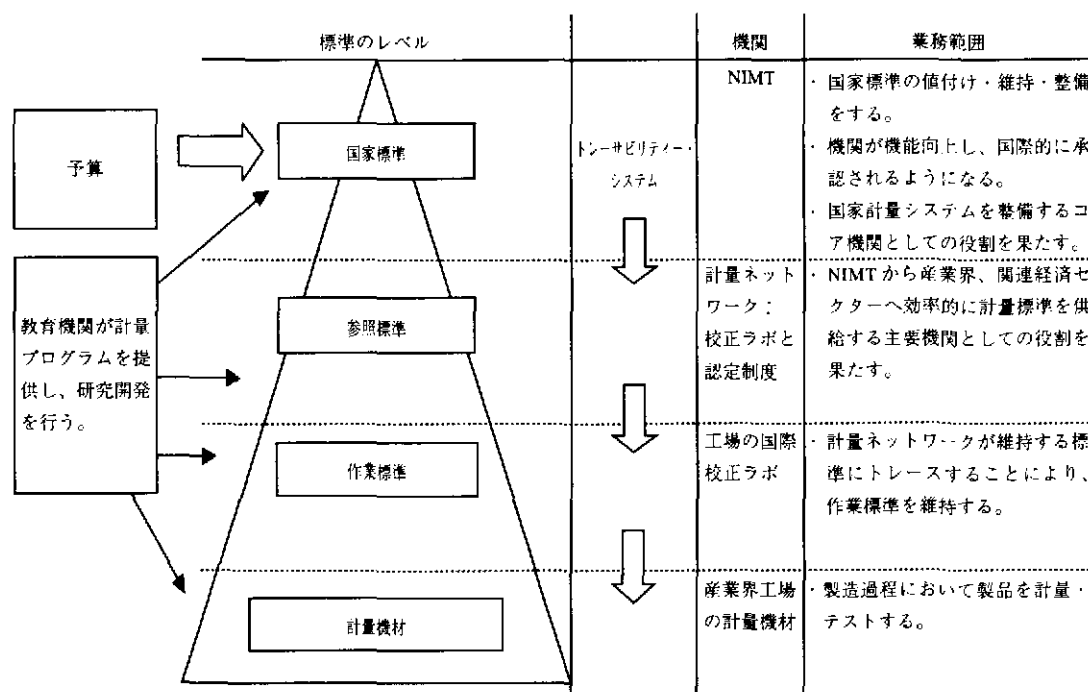 標準のレベル
機関
業務範囲
予算
国家標準
トレーサビリティー・
システム
NIMT
・国家標準の値付け・維持・整備
をする。
・機関が機能向上し、国際的に承
認されるようになる。
・国家計量システムを整備するコ
ア機関としての役割を果たす。
教育機関が計量
プログラムを提
供し、研究開発
を行う。
参照標準
計量ネット
ワーク：
校正ラボと
認定制度
・NIMTから産業界、関連経済セ
クターへ効率的に計量標準を供
給する主要機関としての役割を
果たす。
作業標準
工場の国際
校正ラボ
・計量ネットワークが維持する標
準にトレースすることにより、
作業標準を維持する。
計量機材
産業界工場
の計量機材
・製造過程において製品を計量・
テストする。